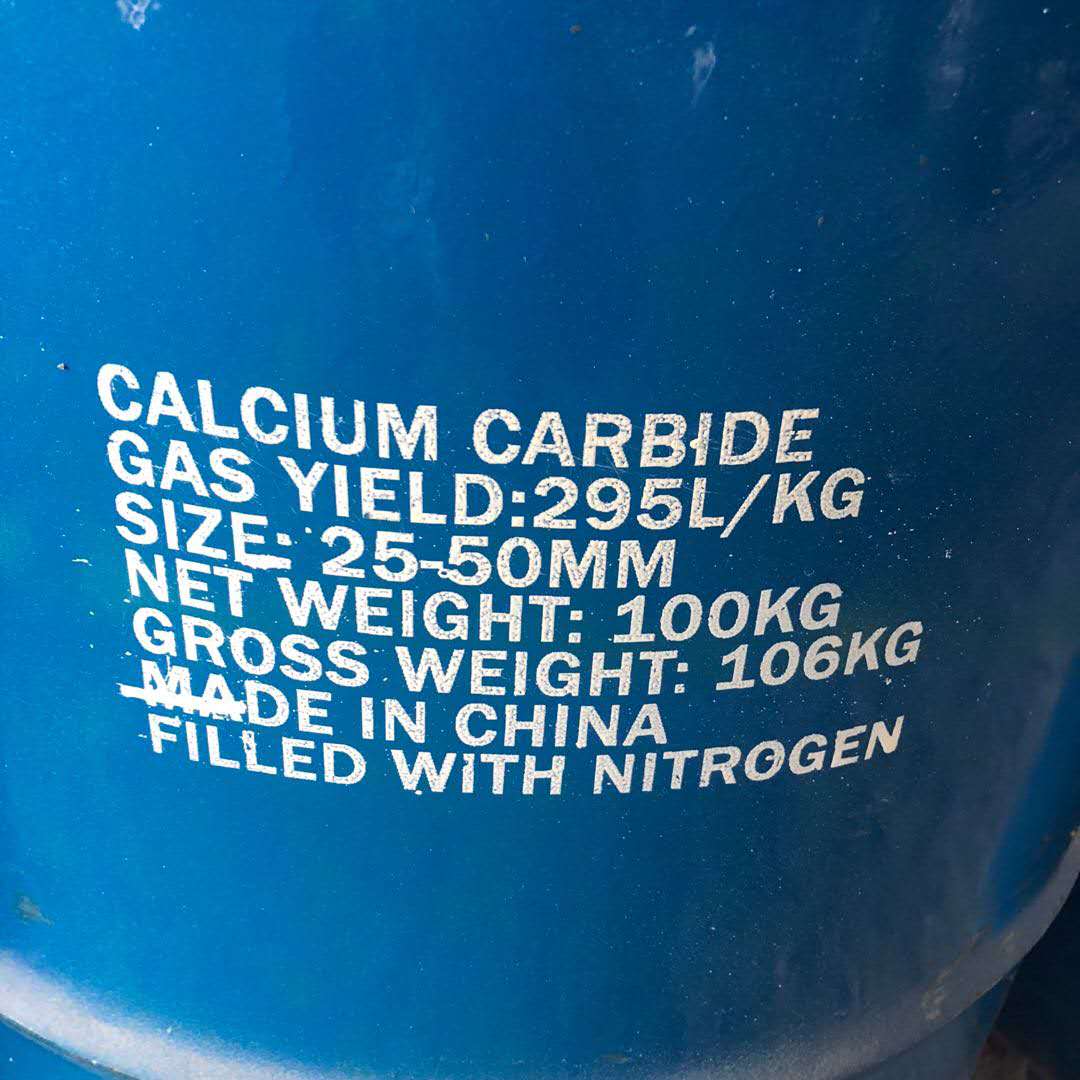 CALCIUM CARBIDE
GAS YIELD:295L/KG
SIZE: 25-50MM
NET WEIGHT: 100KG
GROSS WEIGHT: 106KG
MADE IN CHINA
FILLED WITH NITROGEN